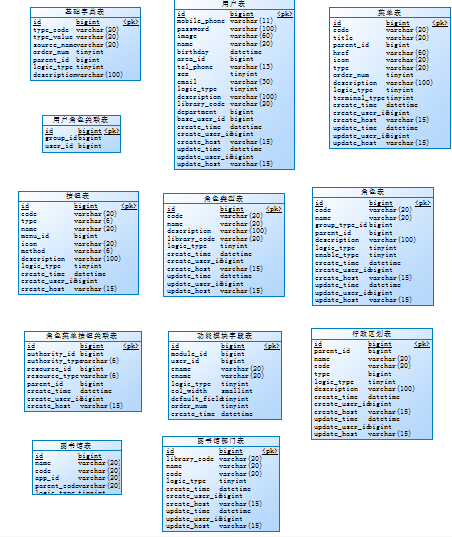 基础字典表
id bigint <pk>
type_code varchar(20)
type_value varchar(20)
source_name varchar(20)
order_num tinyint
parent_id bigint
logic_type tinyint
description varchar(100)
用户表
id bigint <pk>
mobile_phone varchar(11)
password varchar(100)
image varchar(60)
name varchar(20)
birthday datetime
area_id bigint
tel_phone varchar(13)
sex tinyint
email varchar(30)
logic_type tinyint
description varchar(100)
library_code varchar(20)
department bigint
base_user_id bigint
create_time datetime
create_user_id bigint
create_host varchar(15)
update_time datetime
update_user_id bigint
update_host varchar(15)
菜单表
id bigint <pk>
code varchar(20)
title varchar(20)
parent_id bigint
href varchar(60)
icon varchar(20)
type varchar(20)
order_num tinyint
description varchar(100)
logic_type tinyint
terminal_type tinyint
create_time datetime
create_user_id bigint
create_host varchar(15)
update_time datetime
update_user_id bigint
update_host varchar(15)
用户角色关联表
id bigint <pk>
group_id bigint
user_id bigint
按钮表
id bigint <pk>
code varchar(20)
type varchar(6)
name varchar(20)
menu_id bigint
icon varchar(20)
method varchar(6)
description varchar(100)
logic_type tinyint
create_time datetime
create_user_id bigint
create_host varchar(15)
角色类型表
id bigint <pk>
code varchar(20)
name varchar(20)
description varchar(100)
library_code varchar(20)
logic_type tinyint
create_time datetime
create_user_id bigint
create_host varchar(15)
update_time datetime
update_user_id bigint
update_host varchar(15)
角色表
id bigint <pk>
code varchar(20)
name varchar(20)
group_type_id bigint
parent_id bigint
description varchar(100)
logic_type tinyint
enable_type tinyint
create_time datetime
create_user_id bigint
create_host varchar(15)
update_time datetime
update_user_id bigint
update_host varchar(15)
角色菜单按钮关联表
id bigint <pk>
authority_id bigint
authority_type varchar(6)
resource_id bigint
resource_type varchar(6)
parent_id bigint
create_time datetime
create_user_id bigint
create_host varchar(15)
功能模块字段表
id bigint <pk>
module_id bigint
user_id bigint
ename varchar(20)
cname varchar(20)
logic_type tinyint
col_width smallint
default_field tinyint
order_num tinyint
create_time datetime
行政区划表
id bigint <pk>
parent_id bigint
name varchar(20)
code varchar(20)
type bigint
logic_type tinyint
description varchar(100)
create_time datetime
create_user_id bigint
create_host varchar(15)
update_time datetime
update_user_id bigint
update_host varchar(15)
图书馆表
id bigint <pk>
name varchar(20)
code varchar(20)
app_id varchar(20)
parent_code varchar(20)
logic_type tinyint
图书馆部门表
id bigint <pk>
library_code varchar(20)
name varchar(20)
code varchar(20)
logic_type tinyint
create_time datetime
create_user_id bigint
create_host varchar(15)
update_time datetime
update_user_id bigint
update_host varchar(15)